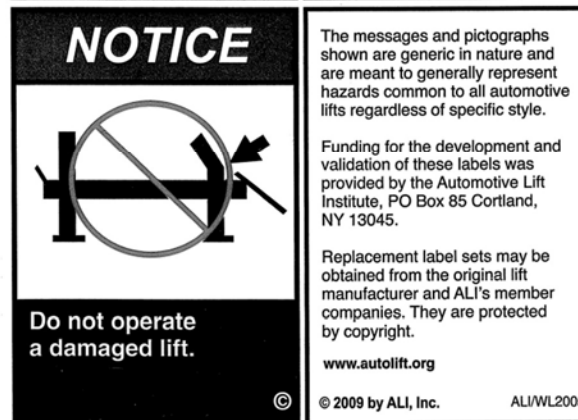 NOTICE
Do not operate
a damaged lift.
©
The messages and pictographs
shown are generic in nature and
are meant to generally represent
hazards common to all automotive
lifts regardless of specific style.
Funding for the development and
validation of these labels was
provided by the Automotive Lift
Institute, PO Box 85 Cortland,
NY 13045.
Replacement label sets may be
obtained from the original lift
manufacturer and ALI's member
companies. They are protected
by copyright.
www.autolift.org
© 2009 by ALI, Inc. ALI/WL200